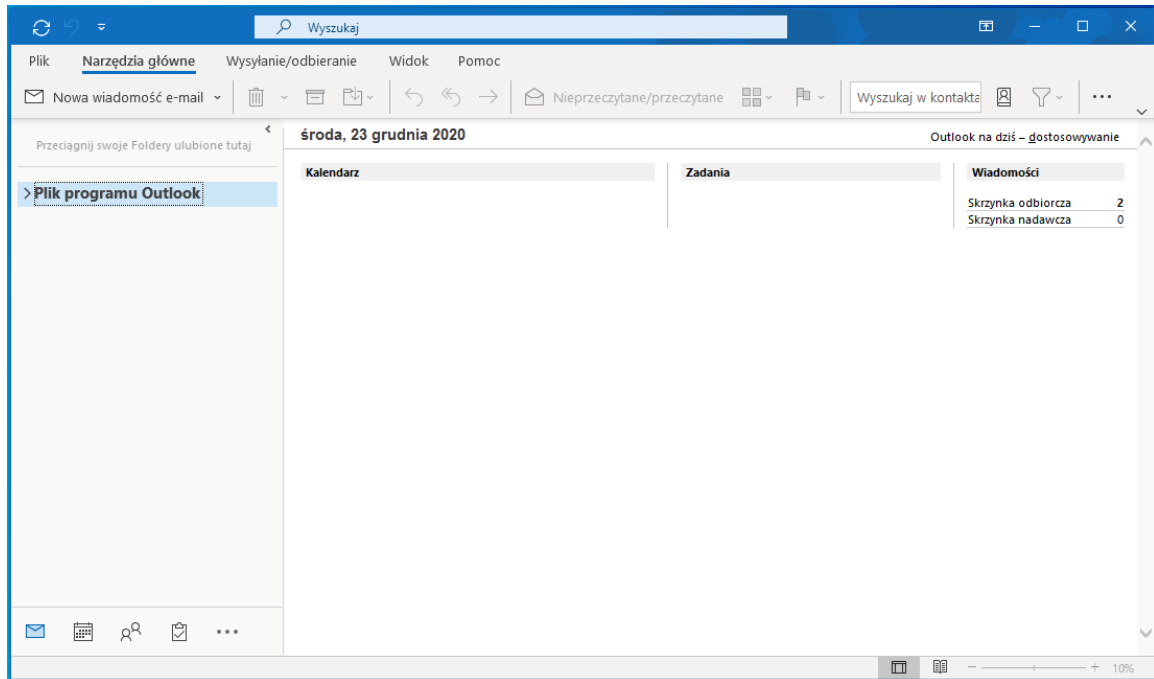 Wyszukaj
Plik Narzędzia główne Wysyłanie/odbieranie Widok Pomoc
Nowa wiadomość e-mail Nieprzeczytane/przeczytane Wyszukaj w kontakta
Przeciągnij swoje Foldery ulubione tutaj
Plik programu Outlook
środa, 23 grudnia 2020 Outlook na dziś – dostosowywanie
Kalendarz Zadania Wiadomości
Skrzynka odbiorcza 2
Skrzynka nadawcza 0
10%